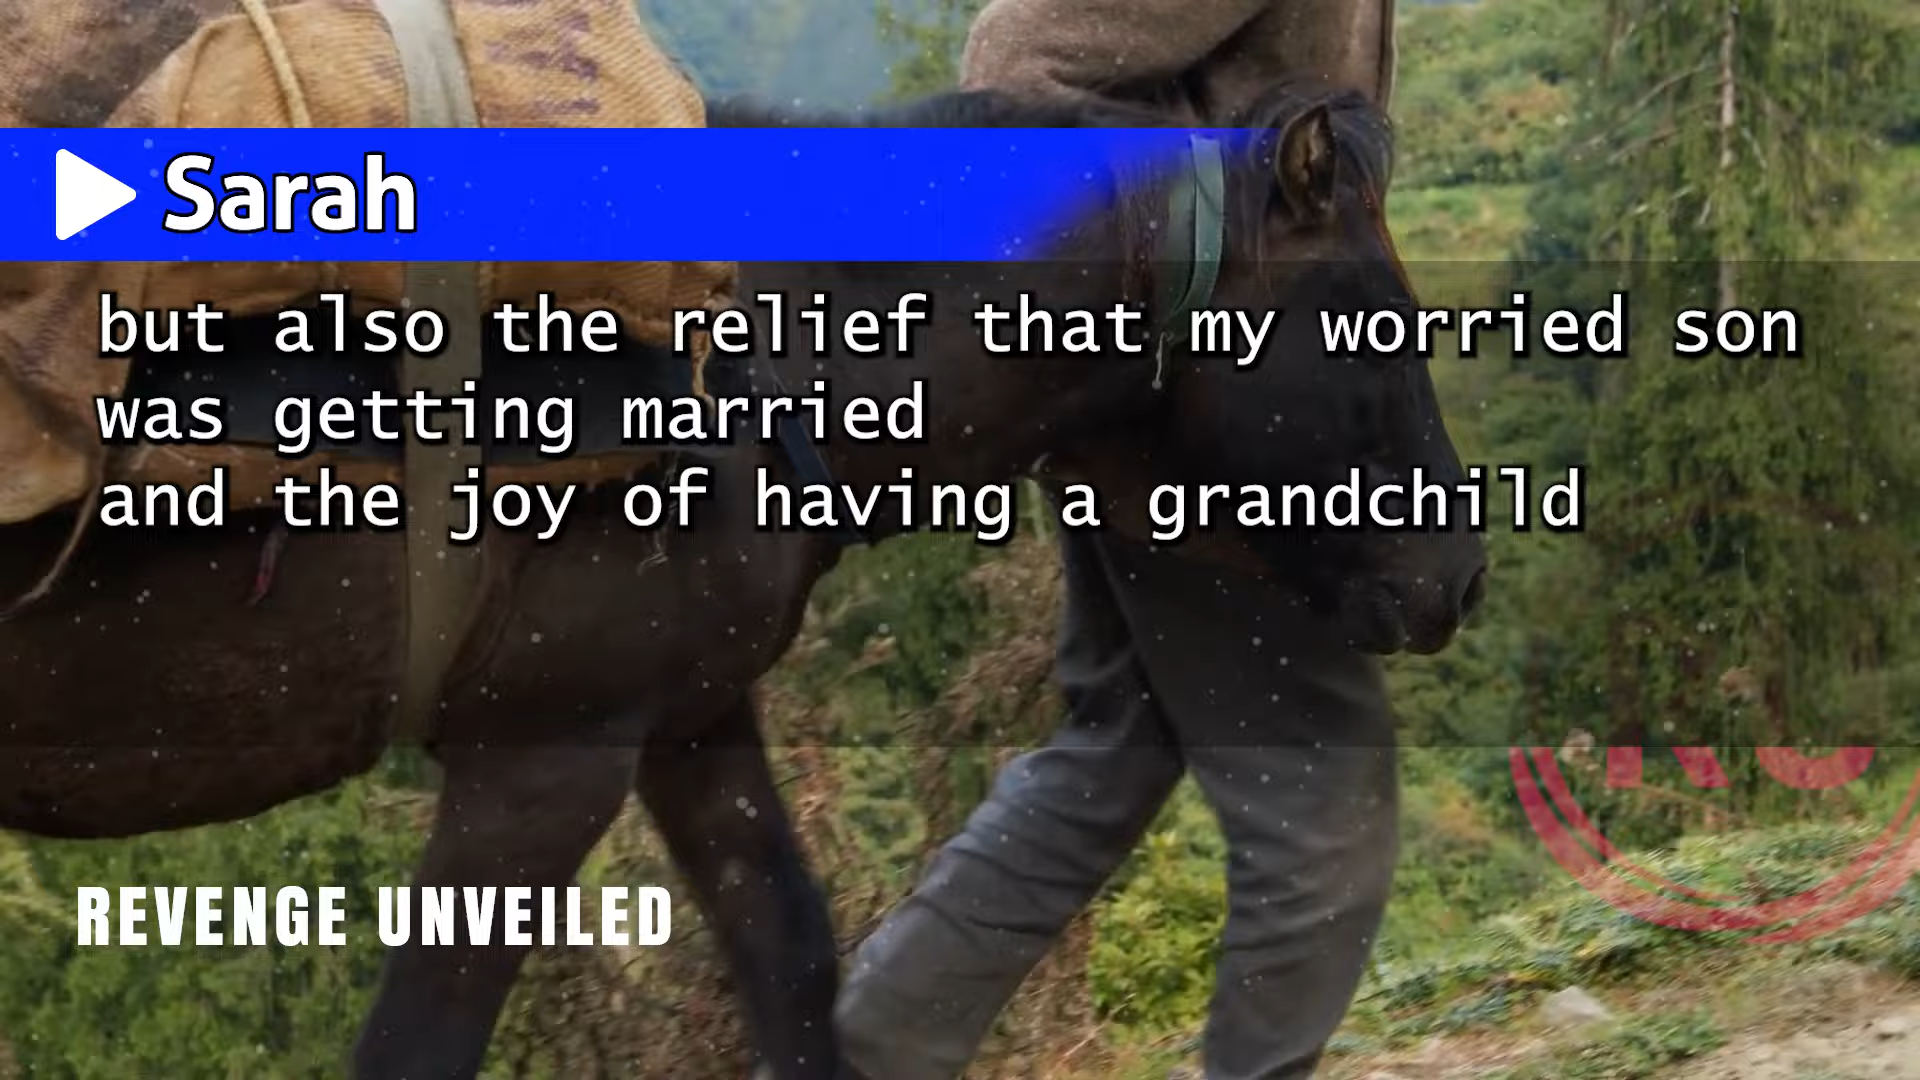 Sarah
but also the relief that my worried son
was getting married
and the joy of having a grandchild
REVENGE UNVEILED